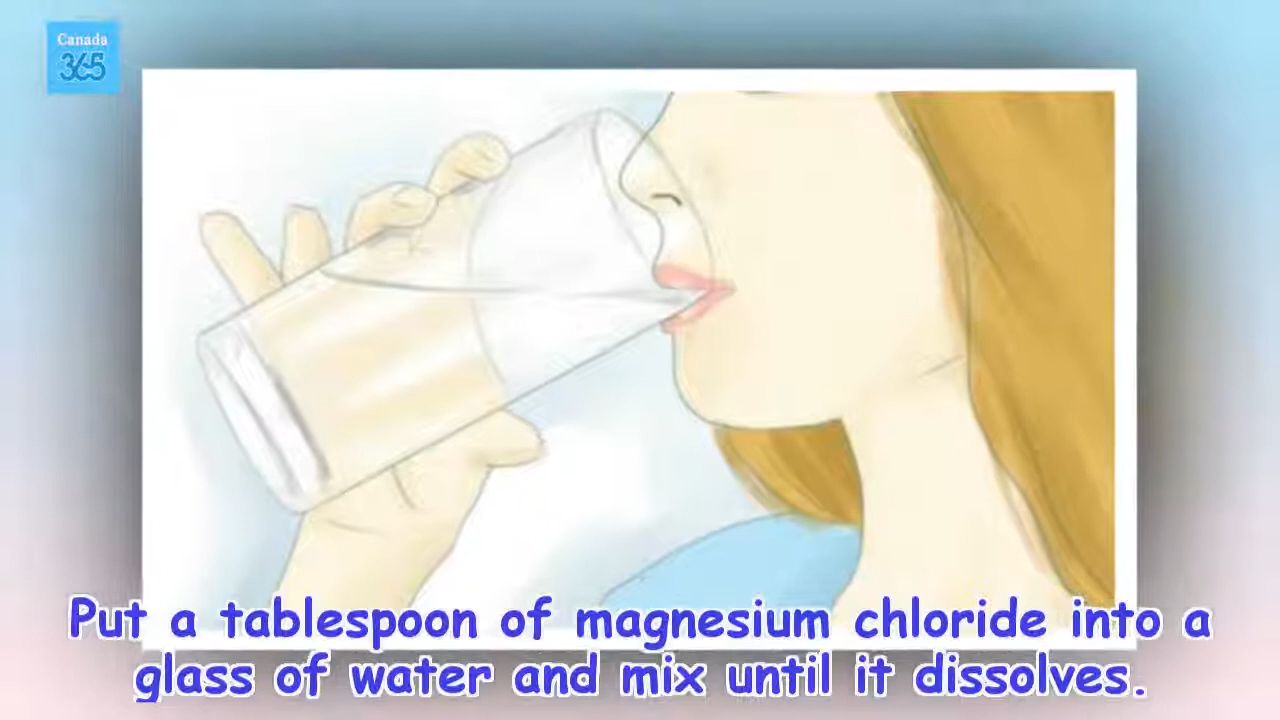 Canada
365
Put a tablespoon of magnesium chloride into a
glass of water and mix until it dissolves.